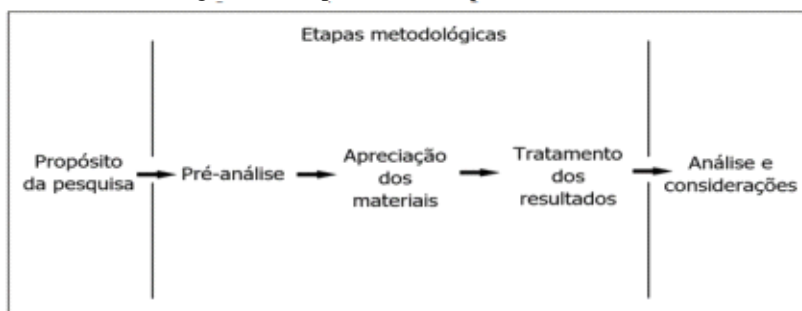 Etapas metodológicas
Propósito
da pesquisa
Pré-análise
Apreciação
dos
materiais
Tratamento
dos
resultados
Análise e
considerações